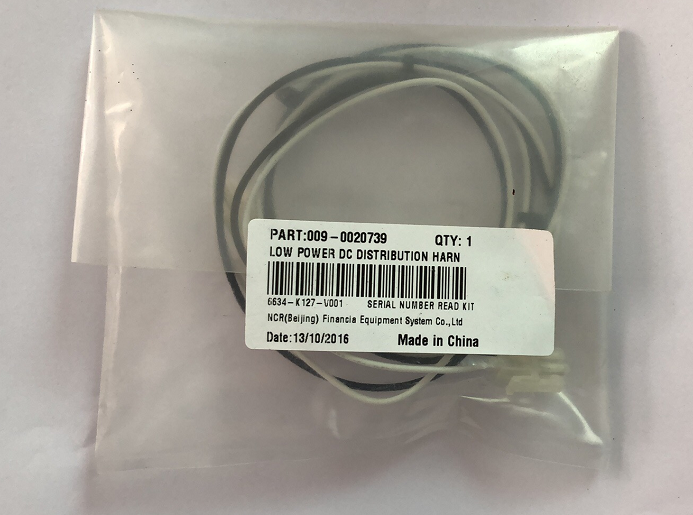 PART:009-0020739 QTY: 1
LOW POWER DC DISTRIBUTION HARN
6634-K127-V001 SERIAL NUMBER READ KIT
NCR(Beijing) Financia Equipment System Co.,Ltd
Date:13/10/2016 Made in China